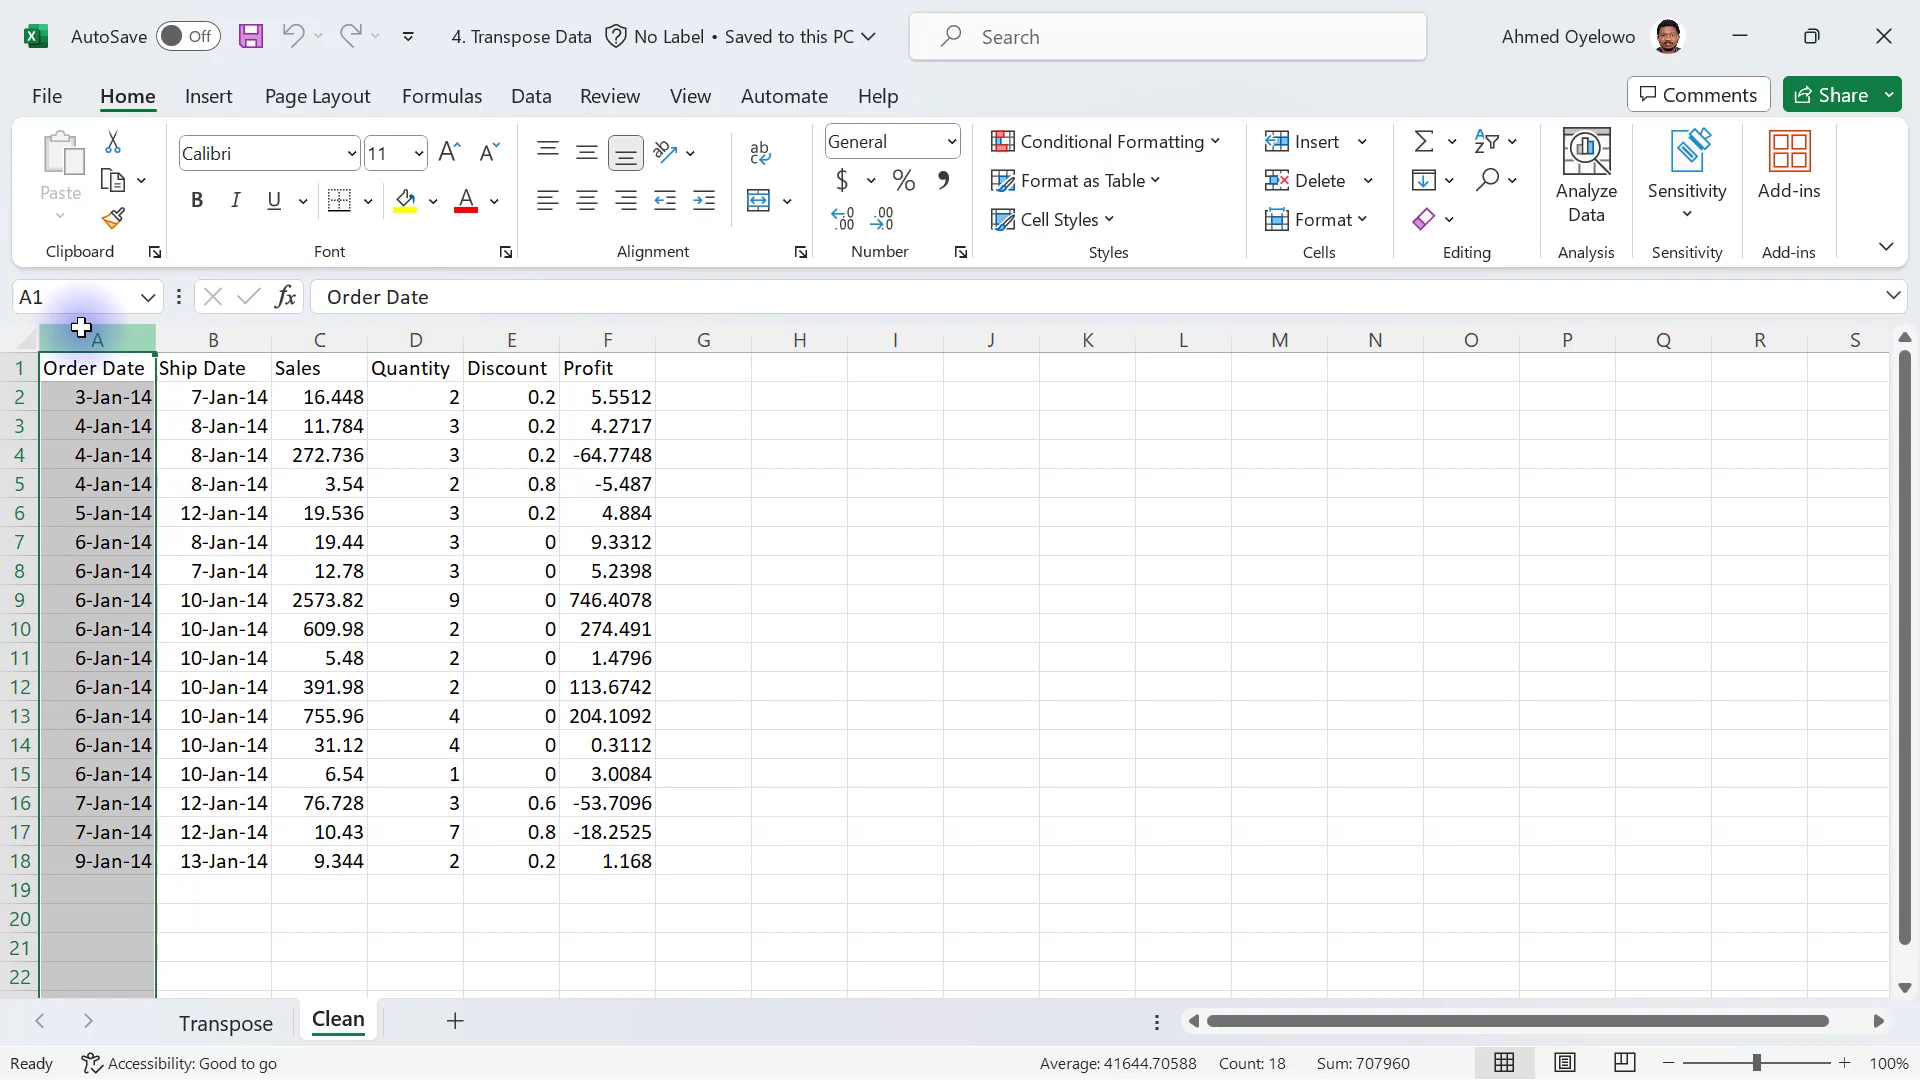 AutoSave Off 4. Transpose Data No Label • Saved to this PC Search Ahmed Oyelowo
File Home Insert Page Layout Formulas Data Review View Automate Help Comments Share
Paste
Clipboard
Calibri 11
B I U A
Font
ab
Alignment
General
$ % ,
Number
Conditional Formatting
Format as Table
Cell Styles
Styles
Insert
Delete
Format
Cells
Editing
Analyze
Data
Analysis
Sensitivity
Sensitivity
Add-ins
Add-ins
A1 fx Order Date
A B C D E F G H I J K L M N O P Q R S
1 Order Date Ship Date Sales Quantity Discount Profit
2 3-Jan-14 7-Jan-14 16.448 2 0.2 5.5512
3 4-Jan-14 8-Jan-14 11.784 3 0.2 4.2717
4 4-Jan-14 8-Jan-14 272.736 3 0.2 -64.7748
5 4-Jan-14 8-Jan-14 3.54 2 0.8 -5.487
6 5-Jan-14 12-Jan-14 19.536 3 0.2 4.884
7 6-Jan-14 8-Jan-14 19.44 3 0 9.3312
8 6-Jan-14 7-Jan-14 12.78 3 0 5.2398
9 6-Jan-14 10-Jan-14 2573.82 9 0 746.4078
10 6-Jan-14 10-Jan-14 609.98 2 0 274.491
11 6-Jan-14 10-Jan-14 5.48 2 0 1.4796
12 6-Jan-14 10-Jan-14 391.98 2 0 113.6742
13 6-Jan-14 10-Jan-14 755.96 4 0 204.1092
14 6-Jan-14 10-Jan-14 31.12 4 0 0.3112
15 6-Jan-14 10-Jan-14 6.54 1 0 3.0084
16 7-Jan-14 12-Jan-14 76.728 3 0.6 -53.7096
17 7-Jan-14 12-Jan-14 10.43 7 0.8 -18.2525
18 9-Jan-14 13-Jan-14 9.344 2 0.2 1.168
19
20
21
22
Transpose Clean
Ready Accessibility: Good to go Average: 41644.70588 Count: 18 Sum: 707960 100%